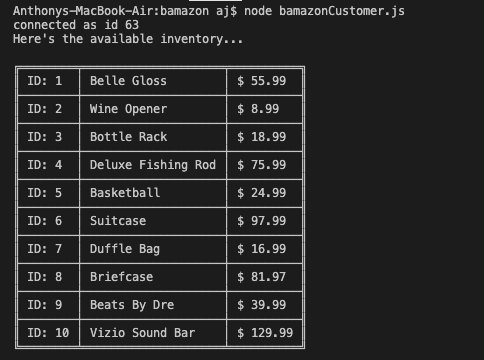 Anthonys-MacBook-Air:bamazon aj$ node bamazonCustomer.js
connected as id 63
Here's the available inventory...
ID: 1 Belle Gloss $ 55.99
ID: 2 Wine Opener $ 8.99
ID: 3 Bottle Rack $ 18.99
ID: 4 Deluxe Fishing Rod $ 75.99
ID: 5 Basketball $ 24.99
ID: 6 Suitcase $ 97.99
ID: 7 Duffle Bag $ 16.99
ID: 8 Briefcase $ 81.97
ID: 9 Beats By Dre $ 39.99
ID: 10 Vizio Sound Bar $ 129.99